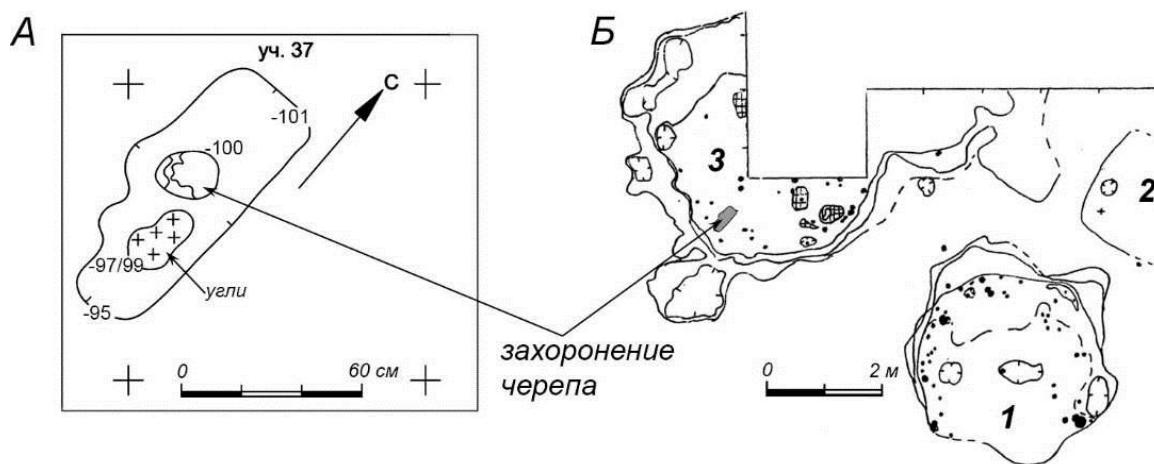 А
уч. 37
С
-101
-100
-97/99
-95
угли
0 60 см
Б
3
2
1
захоронение
черепа
0 2 м